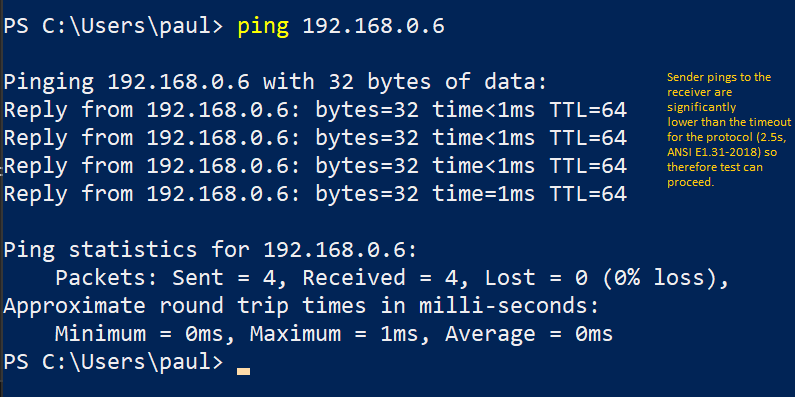 PS C:\Users\paul> ping 192.168.0.6
Pinging 192.168.0.6 with 32 bytes of data:
Reply from 192.168.0.6: bytes=32 time<1ms TTL=64
Reply from 192.168.0.6: bytes=32 time<1ms TTL=64
Reply from 192.168.0.6: bytes=32 time<1ms TTL=64
Reply from 192.168.0.6: bytes=32 time=1ms TTL=64
Ping statistics for 192.168.0.6:
    Packets: Sent = 4, Received = 4, Lost = 0 (0% loss),
Approximate round trip times in milli-seconds:
    Minimum = 0ms, Maximum = 1ms, Average = 0ms
PS C:\Users\paul>
Sender pings to the
receiver are
significantly
lower than the timeout
for the protocol (2.5s,
ANSI E1.31-2018) so
therefore test can
proceed.